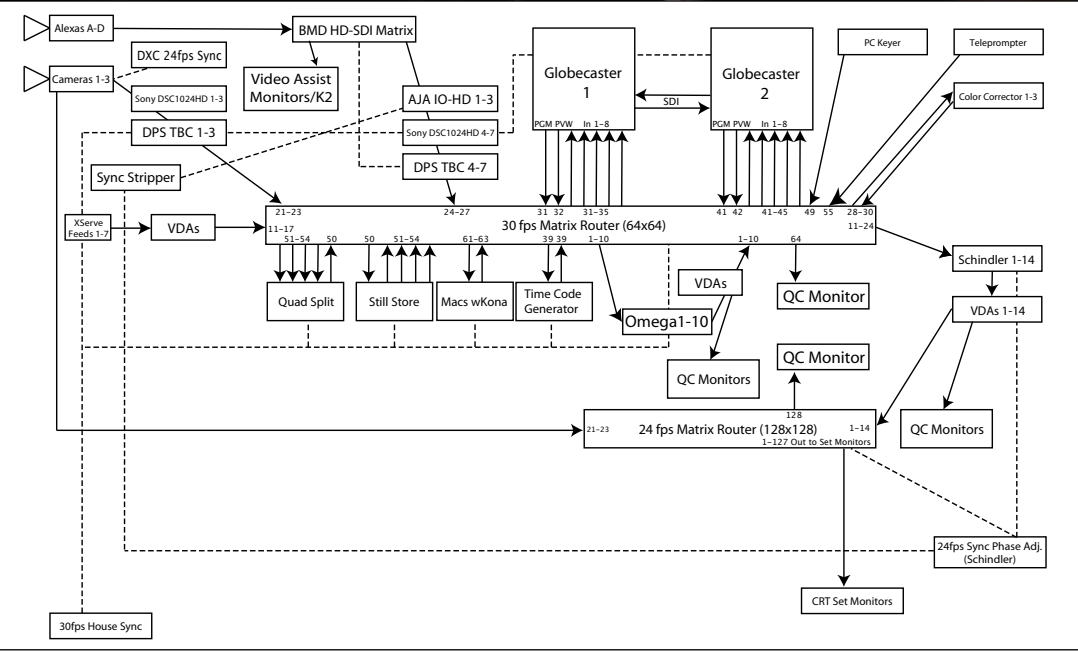 Alexas A-D
BMD HD-SDI Matrix
DXC 24fps Sync
Cameras 1-3
Sony DSC1024HD 1-3
DPS TBC 1-3
Video Assist
Monitors/K2
AJA IO-HD 1-3
Sony DSC1024HD 4-7
DPS TBC 4-7
Globecaster
1
SDI
Globecaster
2
PC Keyer
Teleprompter
Color Corrector 1-3
PGM PVW In 1-8
PGM PVW In 1-8
Sync Stripper
XServe
Feeds 1-7
VDAs
21-23
24-27
31 32 31-35
41 42 41-45
49 55 28-30
11-17
30 fps Matrix Router (64x64)
11-24
51-54 50
50 51-54
61-63
39 39
1-10
1-10
64
Quad Split
Still Store
Macs wKona
Time Code
Generator
Omega1-10
VDAs
QC Monitor
Schindler 1-14
VDAs 1-14
QC Monitors
QC Monitor
QC Monitors
128
21-23
24 fps Matrix Router (128x128)
1-14
1-127 Out to Set Monitors
24fps Sync Phase Adj.
(Schindler)
CRT Set Monitors
30fps House Sync